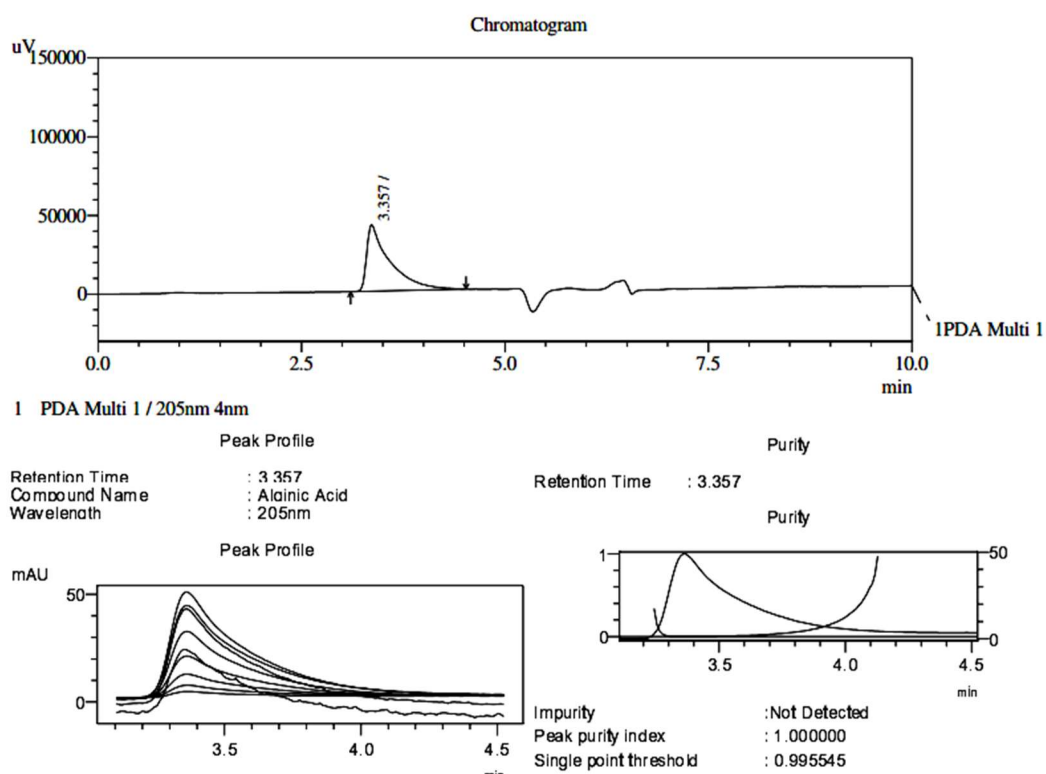 Chromatogram
uV
150000
100000
50000
0
3.357 /
1PDA Multi 1
0.0 2.5 5.0 7.5 10.0
min
1 PDA Multi 1 / 205nm 4nm
Peak Profile
Retention Time : 3.357
Compound Name : Alginic Acid
Wavelength : 205nm
Peak Profile
mAU
50
0
3.5 4.0 4.5
min
Purity
Retention Time : 3.357
Purity
1 50
0 0
3.5 4.0 4.5
min
Impurity :Not Detected
Peak purity index : 1.000000
Single point threshold : 0.995545